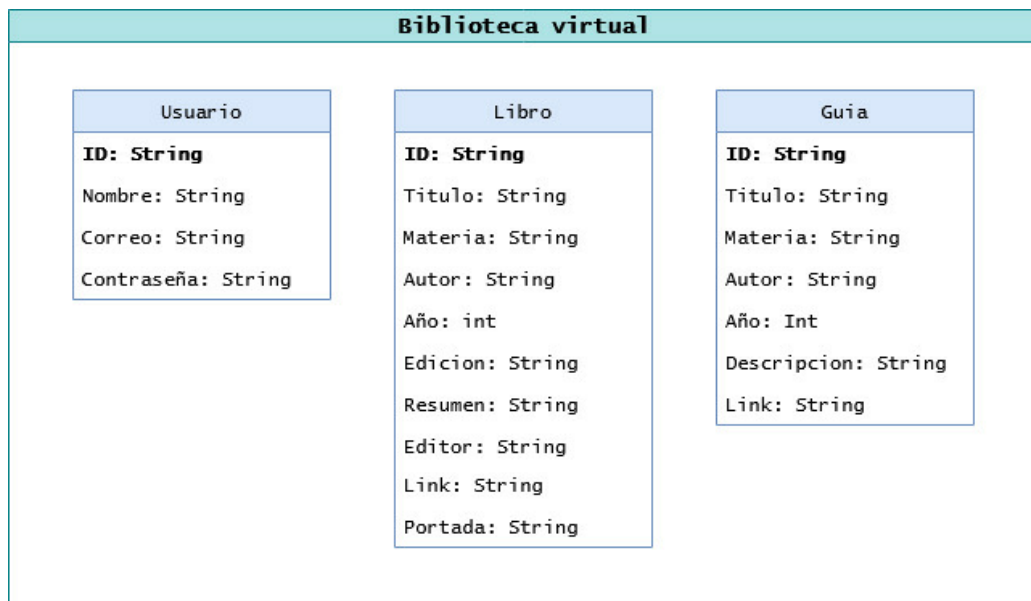 Biblioteca virtual
Usuario
ID: String
Nombre: String
Correo: String
Contraseña: String
Libro
ID: String
Titulo: String
Materia: String
Autor: String
Año: int
Edicion: String
Resumen: String
Editor: String
Link: String
Portada: String
Guia
ID: String
Titulo: String
Materia: String
Autor: String
Año: Int
Descripcion: String
Link: String